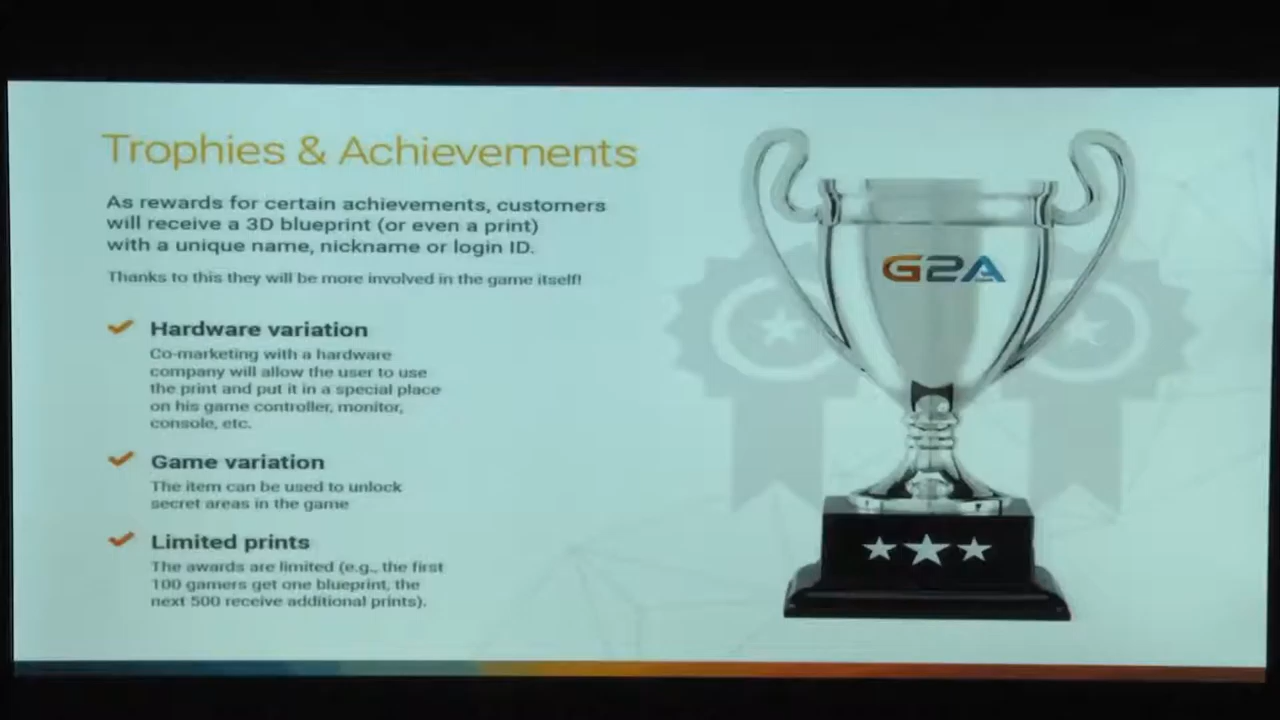 Trophies & Achievements
As rewards for certain achievements, customers
will receive a 3D blueprint (or even a print)
with a unique name, nickname or login ID.
Thanks to this they will be more involved in the game itself!
Hardware variation
Co-marketing with a hardware
company will allow the user to use
the print and put it in a special place
on his game controller, monitor,
console, etc.
Game variation
The item can be used to unlock
secret areas in the game
Limited prints
The awards are limited (e.g., the first
100 gamers get one blueprint, the
next 500 receive additional prints).
G2A